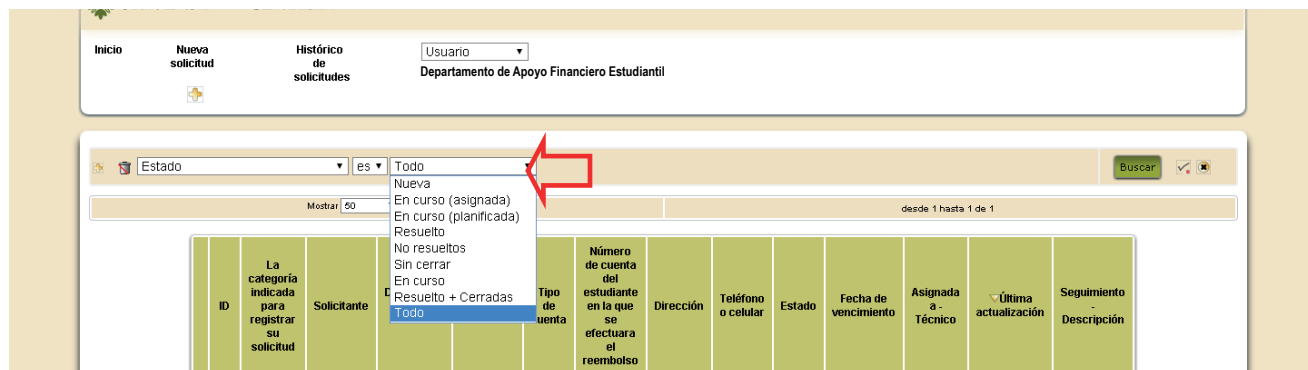 Inicio
Nueva
solicitud
Histórico
de
solicitudes
Usuario
Departamento de Apoyo Financiero Estudiantil
Estado
es
Todo
Buscar
Nueva
En curso (asignada)
En curso (planificada)
Resuelto
No resueltos
Sin cerrar
En curso
Resuelto + Cerradas
Todo
Mostrar 50
desde 1 hasta 1 de 1
ID
La
categoría
indicada
para
registrar
su
solicitud
Solicitante
Tipo
de
Número
de cuenta
del
estudiante
en la que
se
efectuara
el
reembolso
Dirección
Teléfono
o celular
Estado
Fecha de
vencimiento
Asignada
a -
Técnico
Última
actualización
Seguimiento
-
Descripción